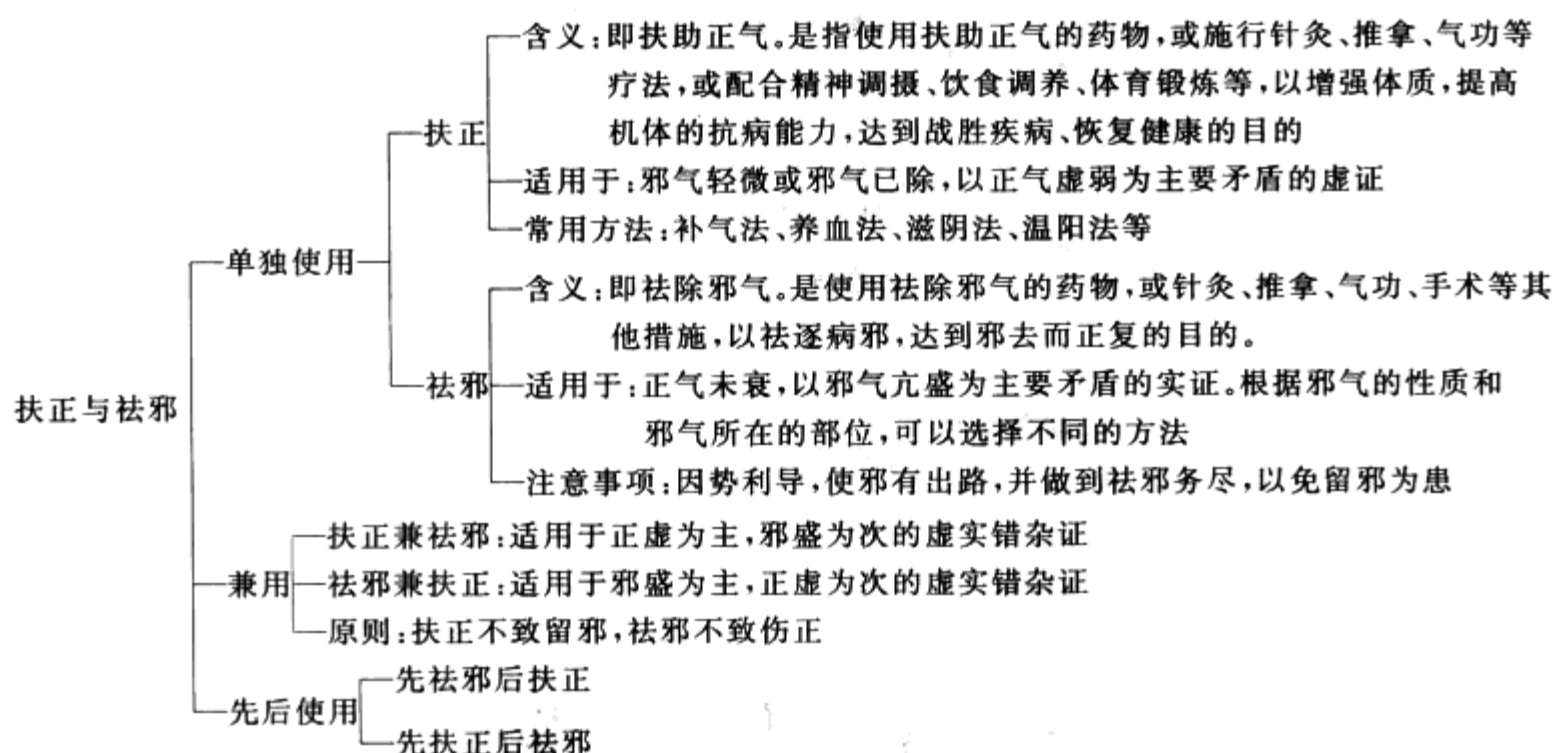 含义:即扶助正气。是指使用扶助正气的药物,或施行针灸、推拿、气功等
疗法,或配合精神调摄、饮食调养、体育锻炼等,以增强体质,提高
机体的抗病能力,达到战胜疾病、恢复健康的目的
扶正
适用于:邪气轻微或邪气已除,以正气虚弱为主要矛盾的虚证
常用方法:补气法、养血法、滋阴法、温阳法等
单独使用
含义:即祛除邪气。是使用祛除邪气的药物,或针灸、推拿、气功、手术等其
他措施,以祛逐病邪,达到邪去而正复的目的。
祛邪
适用于:正气未衰,以邪气亢盛为主要矛盾的实证。根据邪气的性质和
邪气所在的部位,可以选择不同的方法
扶正与祛邪
注意事项:因势利导,使邪有出路,并做到祛邪务尽,以免留邪为患
扶正兼祛邪:适用于正虚为主,邪盛为次的虚实错杂证
兼用
祛邪兼扶正:适用于邪盛为主,正虚为次的虚实错杂证
原则:扶正不致留邪,祛邪不致伤正
先祛邪后扶正
先后使用
先扶正后祛邪